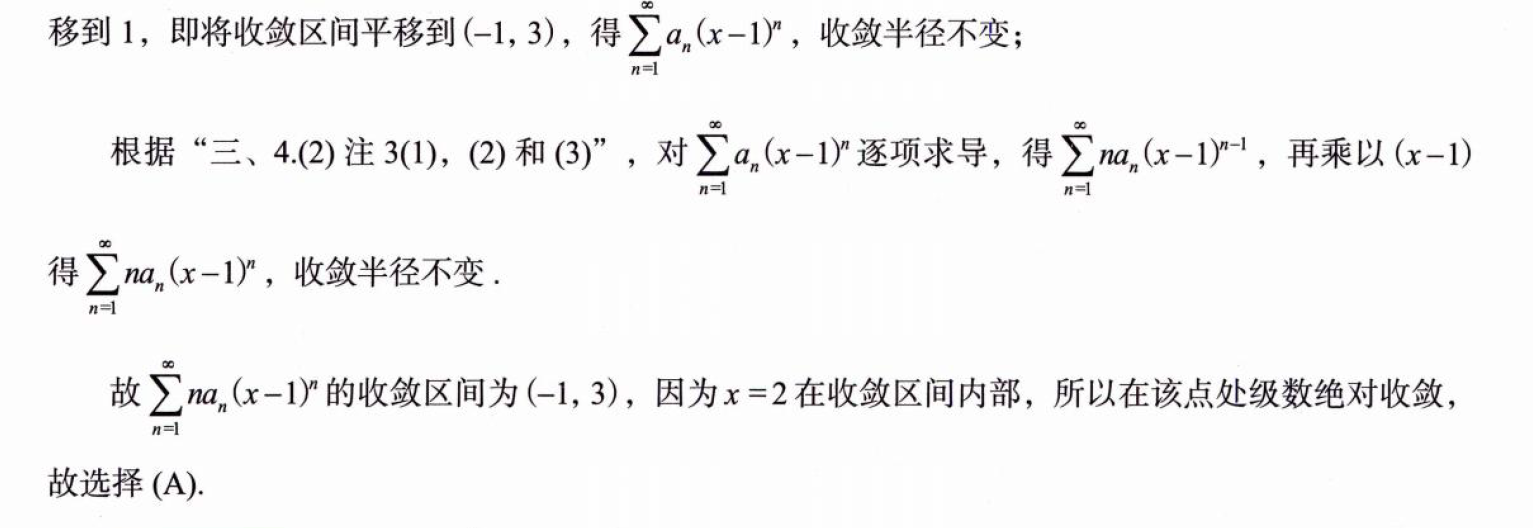 移到 1，即将收敛区间平移到 (−1, 3)，得 $\sum_{n=1}^{\infty} a_n (x-1)^n$，收敛半径不变；
根据“三、4.(2) 注 3(1)，(2) 和 (3)”，对 $\sum_{n=1}^{\infty} a_n (x-1)^n$ 逐项求导，得 $\sum_{n=1}^{\infty} na_n (x-1)^{n-1}$，再乘以 (x−1)
得 $\sum_{n=1}^{\infty} na_n (x-1)^n$，收敛半径不变．
故 $\sum_{n=1}^{\infty} na_n (x-1)^n$ 的收敛区间为 (−1, 3)，因为 x = 2 在收敛区间内部，所以在该点处级数绝对收敛，
故选择 (A).